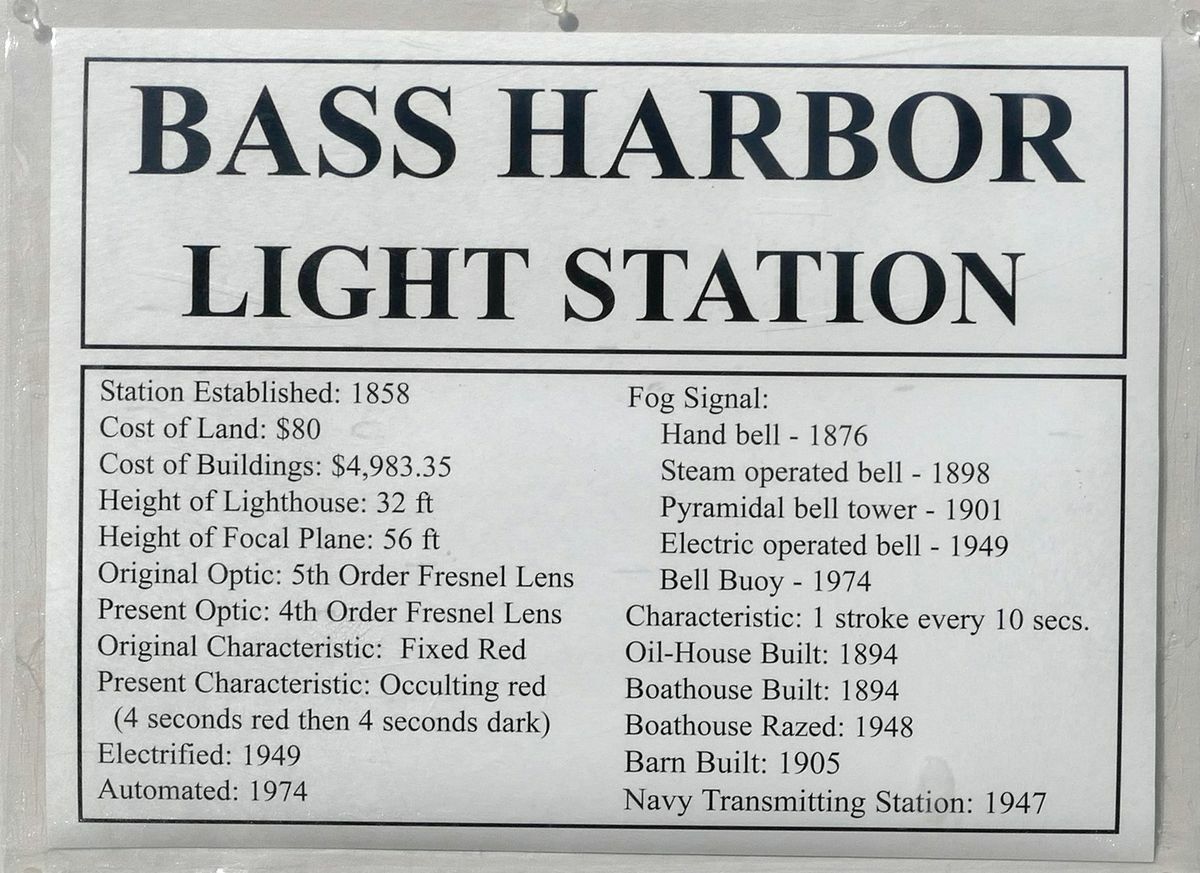 BASS HARBOR
LIGHT STATION
Station Established: 1858
Cost of Land: $80
Cost of Buildings: $4,983.35
Height of Lighthouse: 32 ft
Height of Focal Plane: 56 ft
Original Optic: 5th Order Fresnel Lens
Present Optic: 4th Order Fresnel Lens
Original Characteristic:  Fixed Red
Present Characteristic: Occulting red
(4 seconds red then 4 seconds dark)
Electrified: 1949
Automated: 1974
Fog Signal:
Hand bell - 1876
Steam operated bell - 1898
Pyramidal bell tower - 1901
Electric operated bell - 1949
Bell Buoy - 1974
Characteristic: 1 stroke every 10 secs.
Oil-House Built: 1894
Boathouse Built: 1894
Boathouse Razed: 1948
Barn Built: 1905
Navy Transmitting Station: 1947